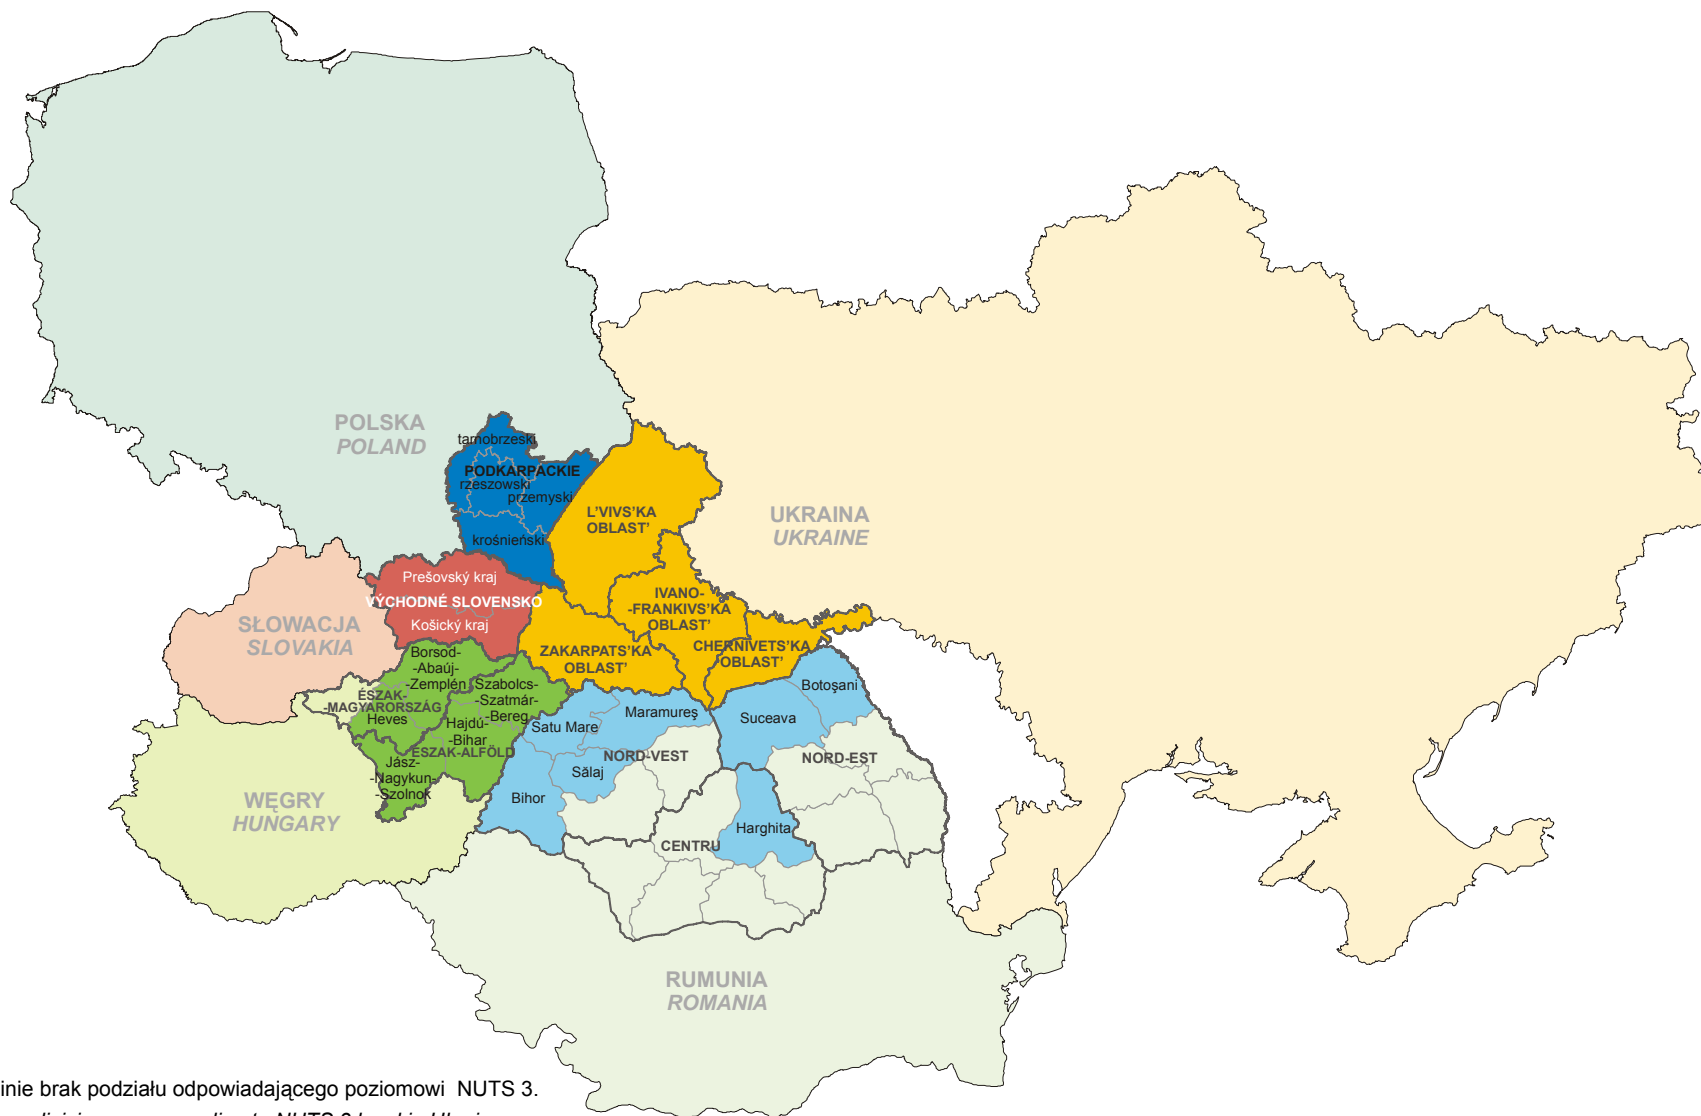 POLSKA
POLAND
tarnobrzeski
PODKARPACKIE
rzeszowski
przemyski
krośnieński
L'VIVS'KA
OBLAST'
UKRAINA
UKRAINE
Prešovský kraj
VÝCHODNÉ SLOVENSKO
Košický kraj
SŁOWACJA
SLOVAKIA
IVANO-
-FRANKIVS'KA
OBLAST'
ZAKARPATS'KA
OBLAST'
CHERNIVETS'KA
OBLAST'
Borsod-
-Abaúj-
-Zemplén
ÉSZAK-
-MAGYARORSZÁG
Heves
Szabolcs-
-Szatmár-
-Bereg
Hajdú-
-Bihar
ÉSZAK-ALFÖLD
Jász-
-Nagykun-
-Szolnok
WĘGRY
HUNGARY
Satu Mare
Maramureş
Suceava
Botoşani
NORD-VEST
Sălaj
Bihor
NORD-EST
Harghita
CENTRU
RUMUNIA
ROMANIA
inie brak podziału odpowiadającego poziomowi NUTS 3.